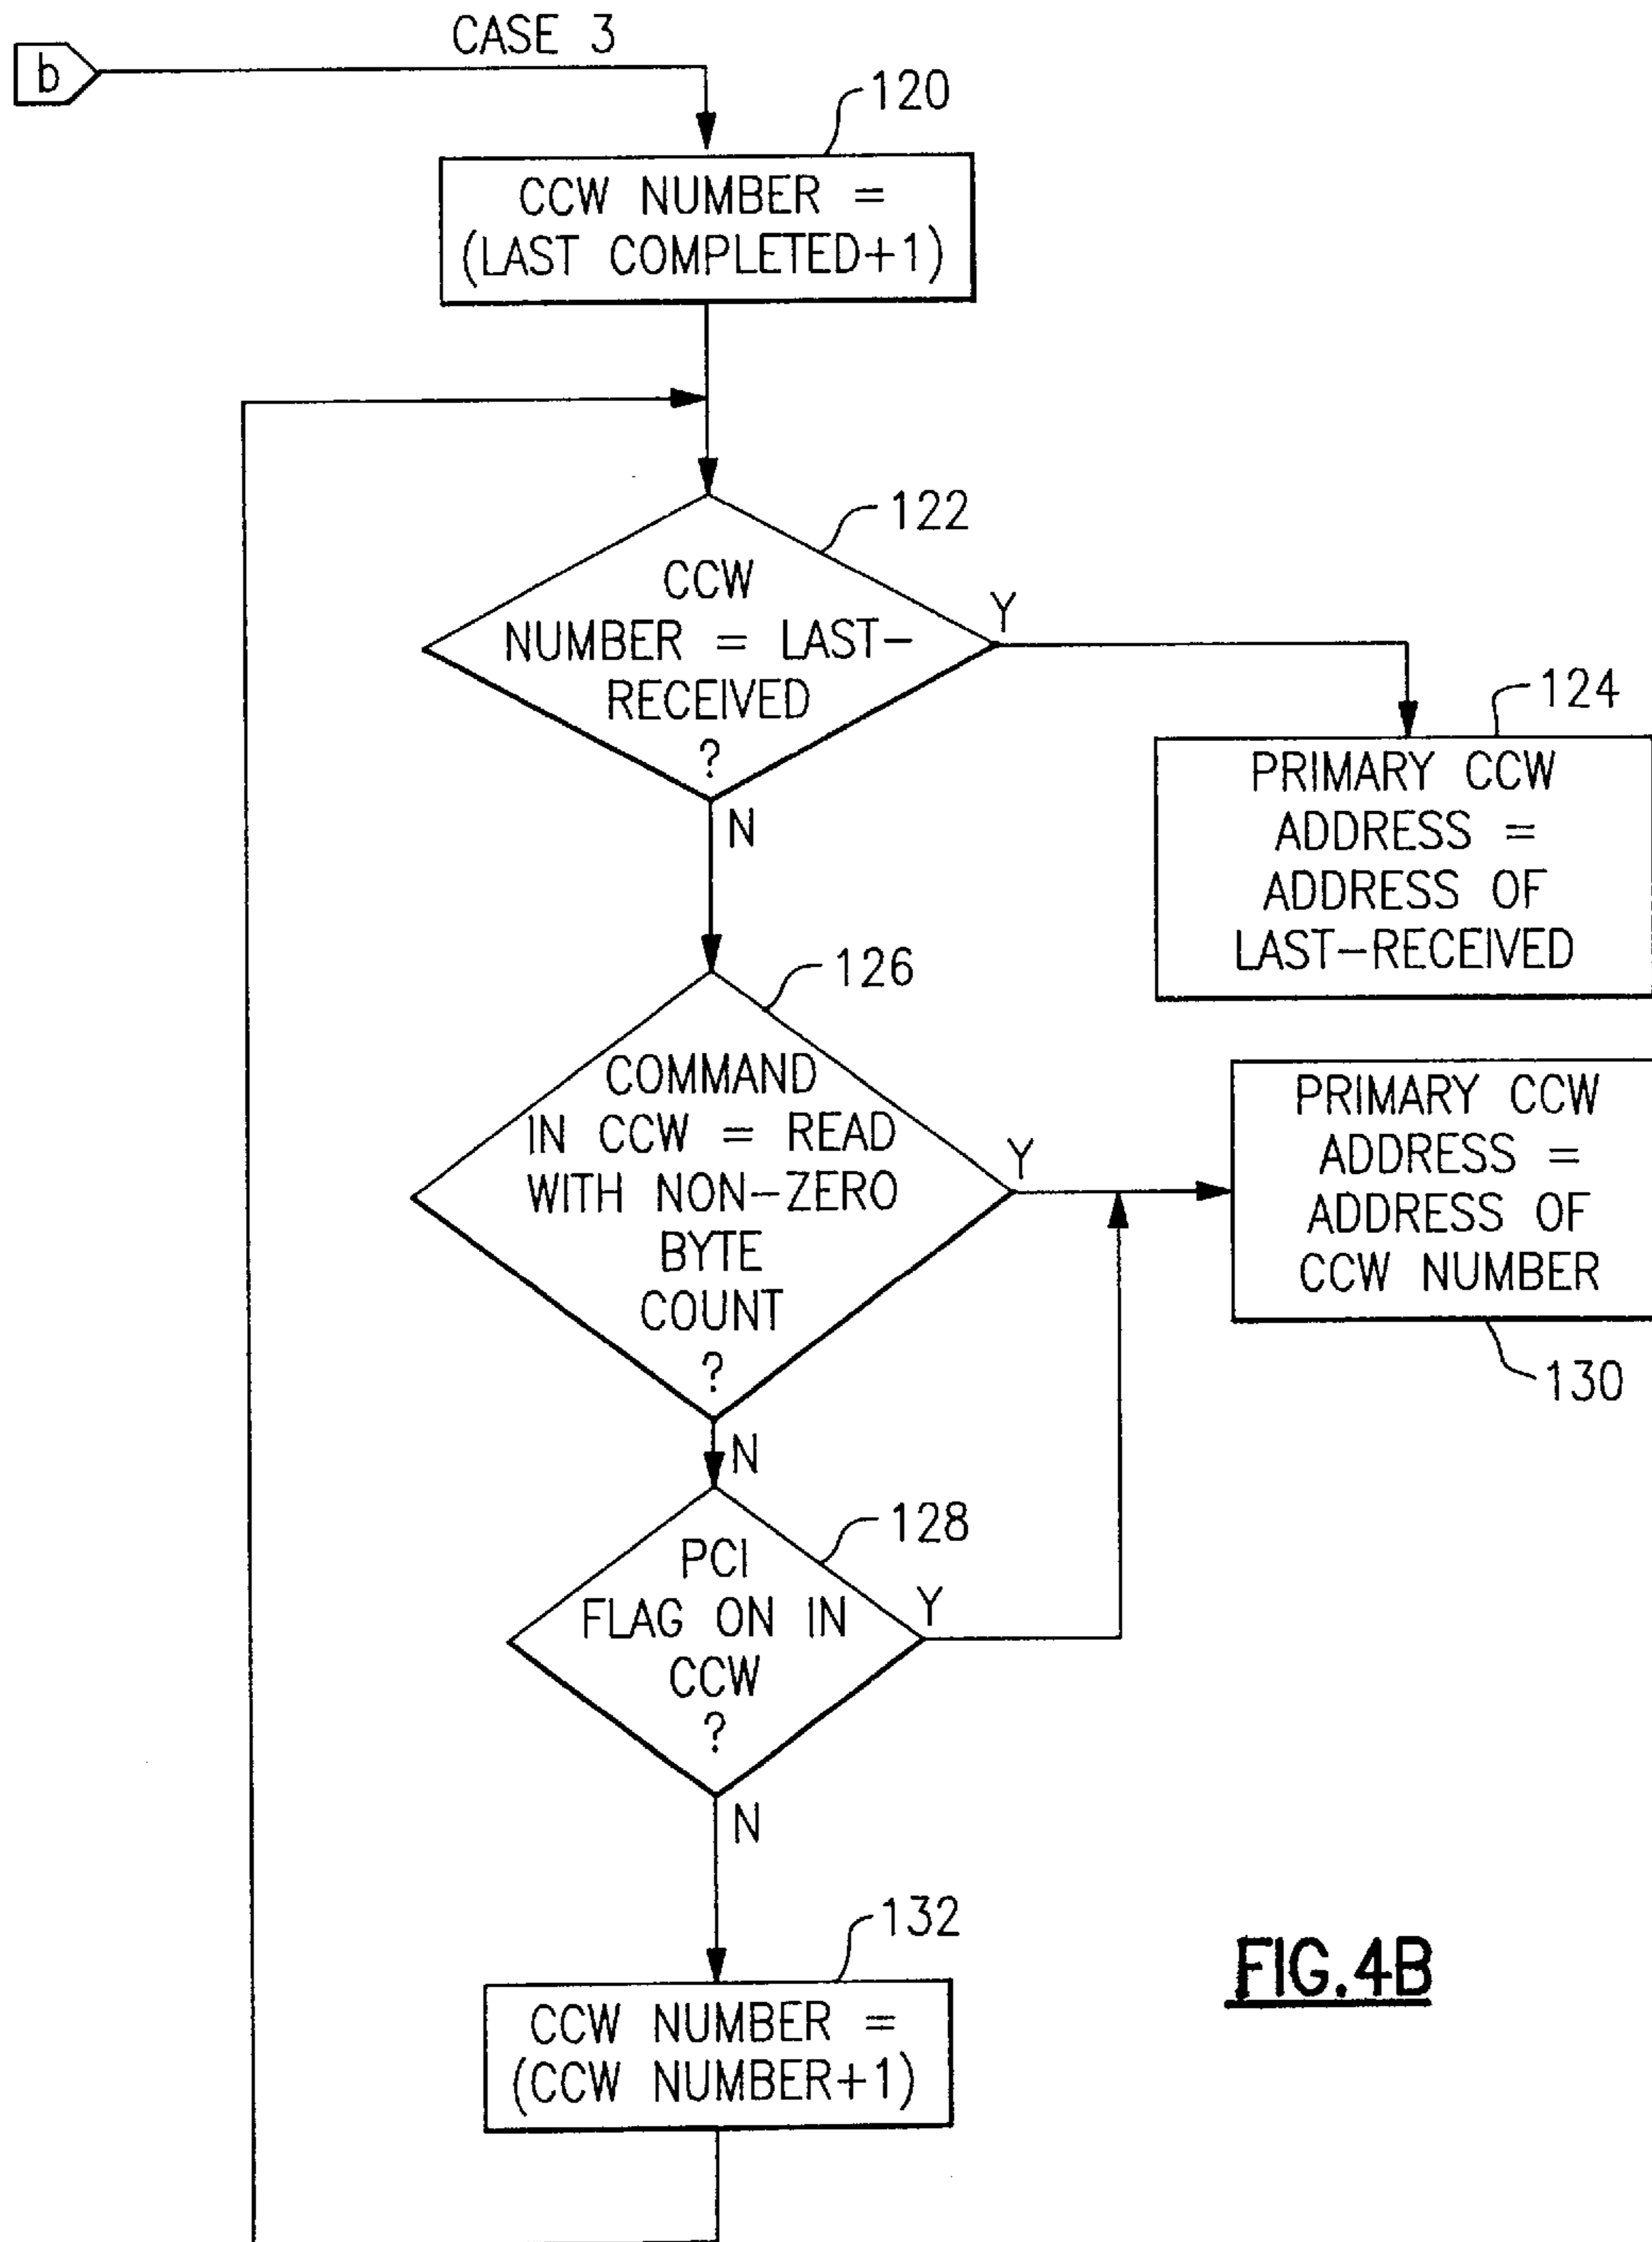 CASE 3
b
120
CCW NUMBER =
(LAST COMPLETED+1)
122
CCW
NUMBER = LAST-
RECEIVED
?
Y
N
124
PRIMARY CCW
ADDRESS =
ADDRESS OF
LAST-RECEIVED
126
COMMAND
IN CCW = READ
WITH NON-ZERO
BYTE
COUNT
?
Y
N
PRIMARY CCW
ADDRESS =
ADDRESS OF
CCW NUMBER
130
128
PCI
FLAG ON IN
CCW
?
Y
N
132
CCW NUMBER =
(CCW NUMBER+1)
FIG.4B